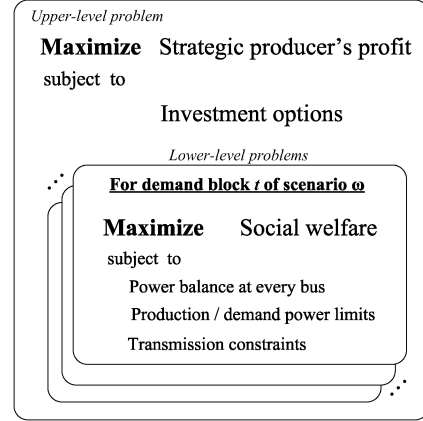 Upper-level problem
Maximize Strategic producer's profit
subject to
Investment options
Lower-level problems
For demand block t of scenario ω
Maximize Social welfare
subject to
Power balance at every bus
Production / demand power limits
Transmission constraints